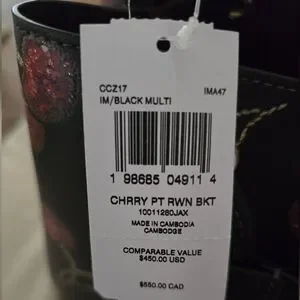 CCZ17
IMA47
IM/BLACK MULTI
1 98685 04911 4
CHRRY PT RWN BKT
10011280JAX
MADE IN CAMBODIA
CAMBODGE
COMPARABLE VALUE
$450.00 USD
$550.00 CAD